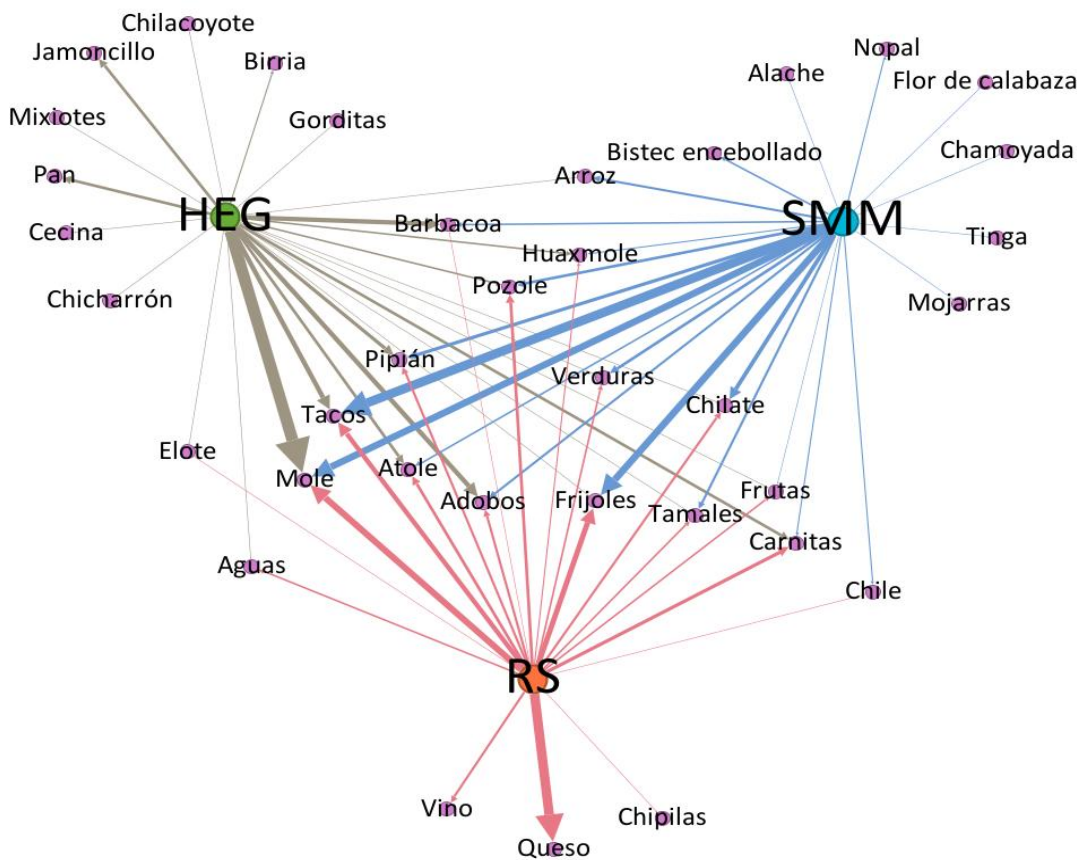 Chilacoyote
Jamoncillo
Birria
Nopal
Alache
Flor de calabaza
Mixiotes
Gorditas
Bistec encebollado
Chamoyada
Pan
Arroz
HEG
SMM
Cecina
Barbacoa
Huaxmole
Tinga
Chicharrón
Pozole
Mojarras
Pipián
Verduras
Tacos
Chilate
Elote
Mole
Atole
Adobos
Frijoles
Tamales
Frutas
Carnitas
Aguas
Chile
RS
Vino
Chipilas
Queso